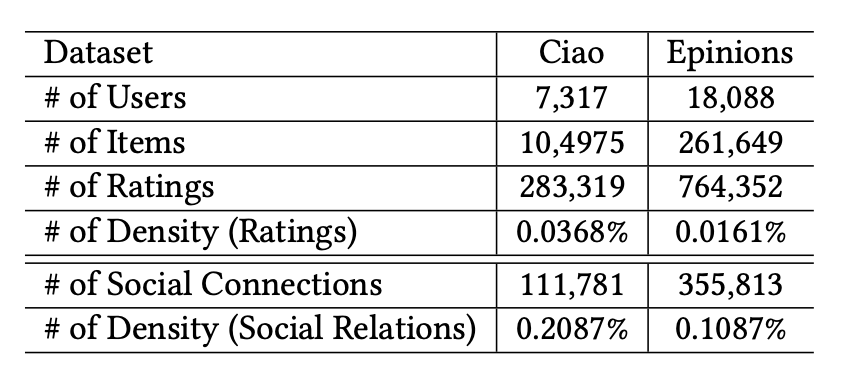 Dataset Ciao Epinions
# of Users 7,317 18,088
# of Items 10,4975 261,649
# of Ratings 283,319 764,352
# of Density (Ratings) 0.0368% 0.0161%
# of Social Connections 111,781 355,813
# of Density (Social Relations) 0.2087% 0.1087%